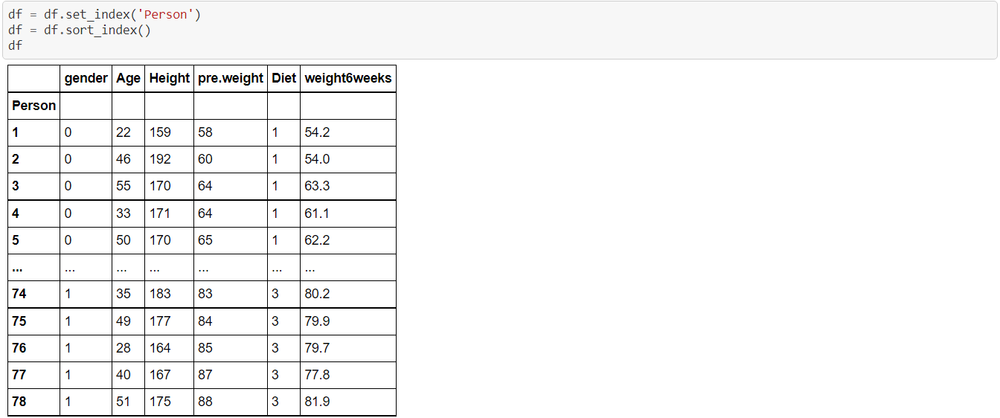 df = df.set_index('Person')
df = df.sort_index()
df
gender Age Height pre.weight Diet weight6weeks
Person
1 0 22 159 58 1 54.2
2 0 46 192 60 1 54.0
3 0 55 170 64 1 63.3
4 0 33 171 64 1 61.1
5 0 50 170 65 1 62.2
... ... ... ... ... ... ...
74 1 35 183 83 3 80.2
75 1 49 177 84 3 79.9
76 1 28 164 85 3 79.7
77 1 40 167 87 3 77.8
78 1 51 175 88 3 81.9